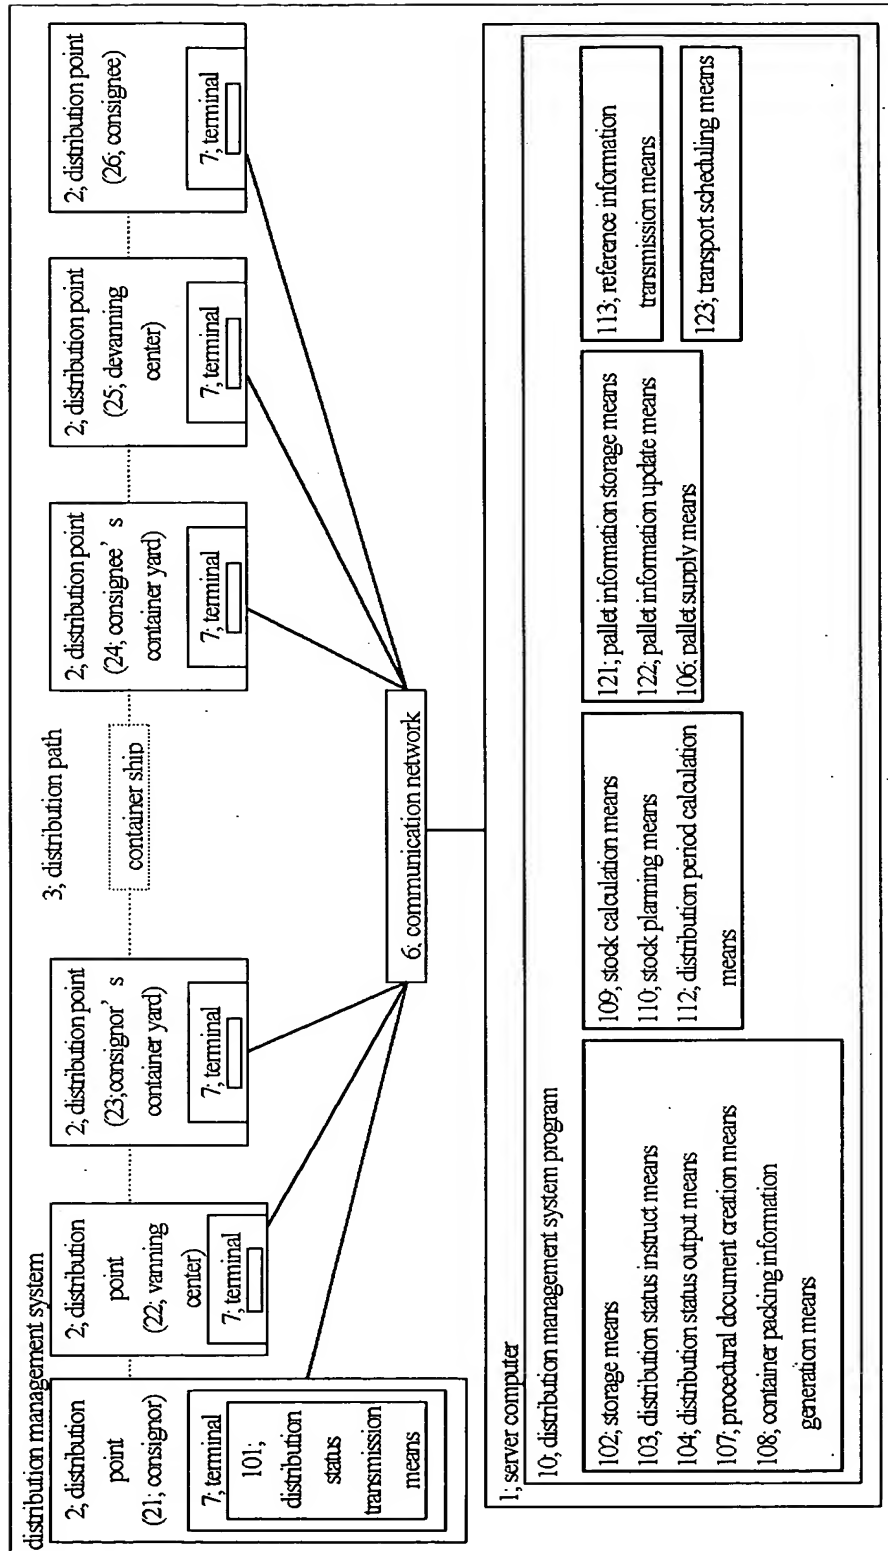 distribution management system
2; distribution
point
(21; consignor)
7; terminal
101;
distribution
status
transmission
means
2; distribution
point
(22; vanning
center)
7; terminal
2; distribution point
(23;consignor's
container yard)
7; terminal
3; distribution path
container ship
2; distribution point
(24; consignee's
container yard)
7; terminal
2; distribution point
(25; devanning
center)
7; terminal
2; distribution point
(26; consignee)
7; terminal
6; communication network
1; server computer
10; distribution management system program
102; storage means
103, distribution status instruct means
104; distribution status output means
107; procedural document creation means
108; container packing information
generation means
109; stock calculation means
110; stock planning means
112; distribution period calculation
means
121; pallet information storage means
122; pallet information update means
106; pallet supply means
113; reference information
transmission means
123; transport scheduling means